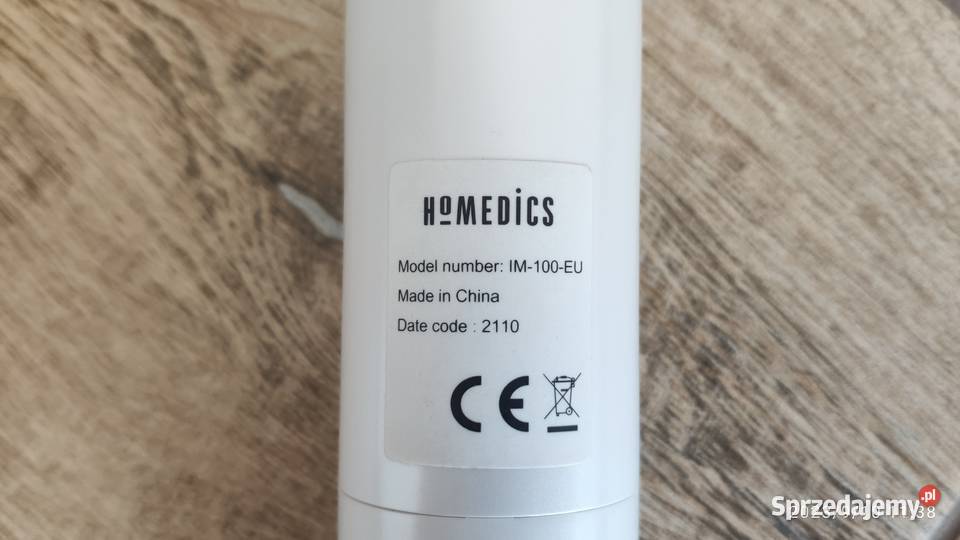 HOMEDICS
Model number: IM-100-EU
Made in China
Date code : 2110
CE
Sprzedajemy.pl